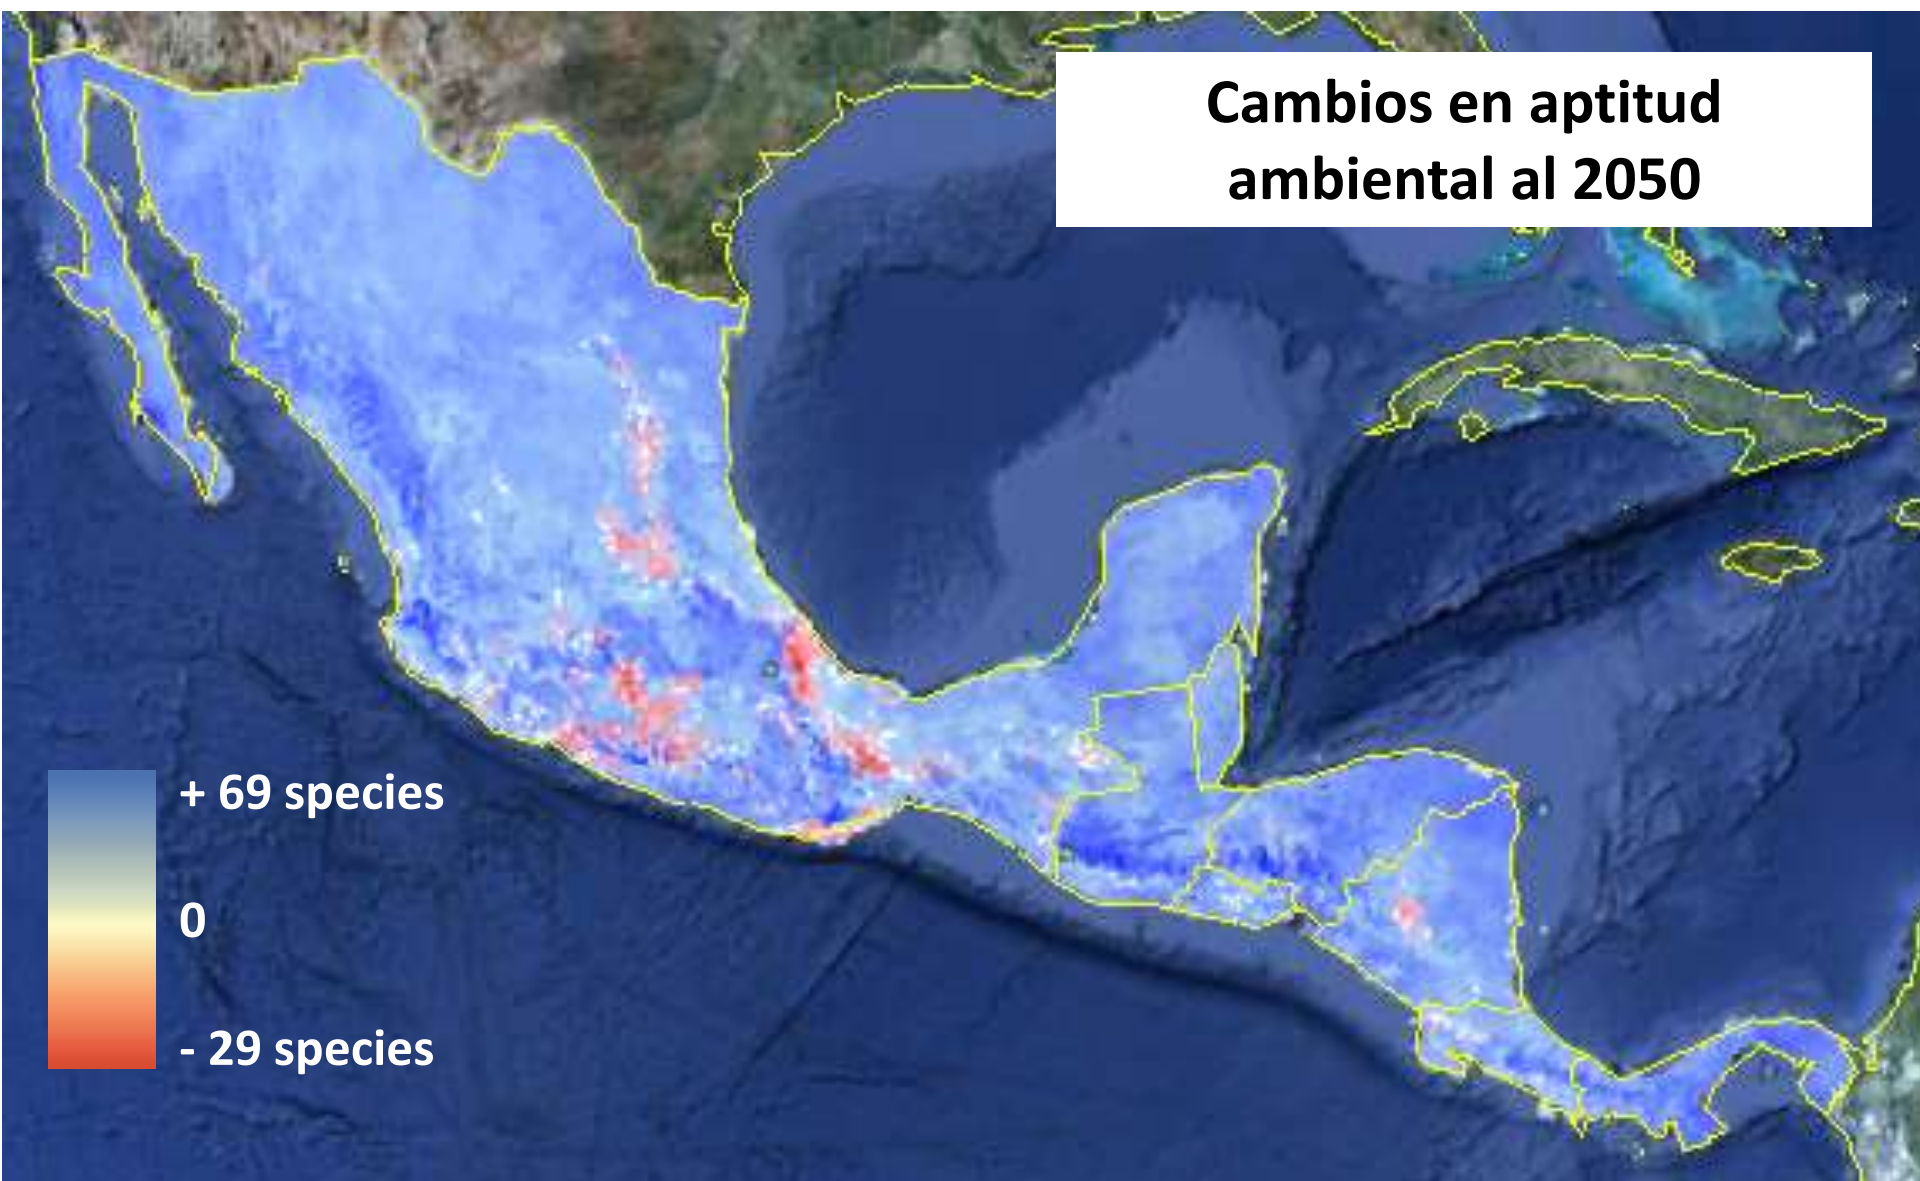 Cambios en aptitud
ambiental al 2050
+ 69 species
0
- 29 species